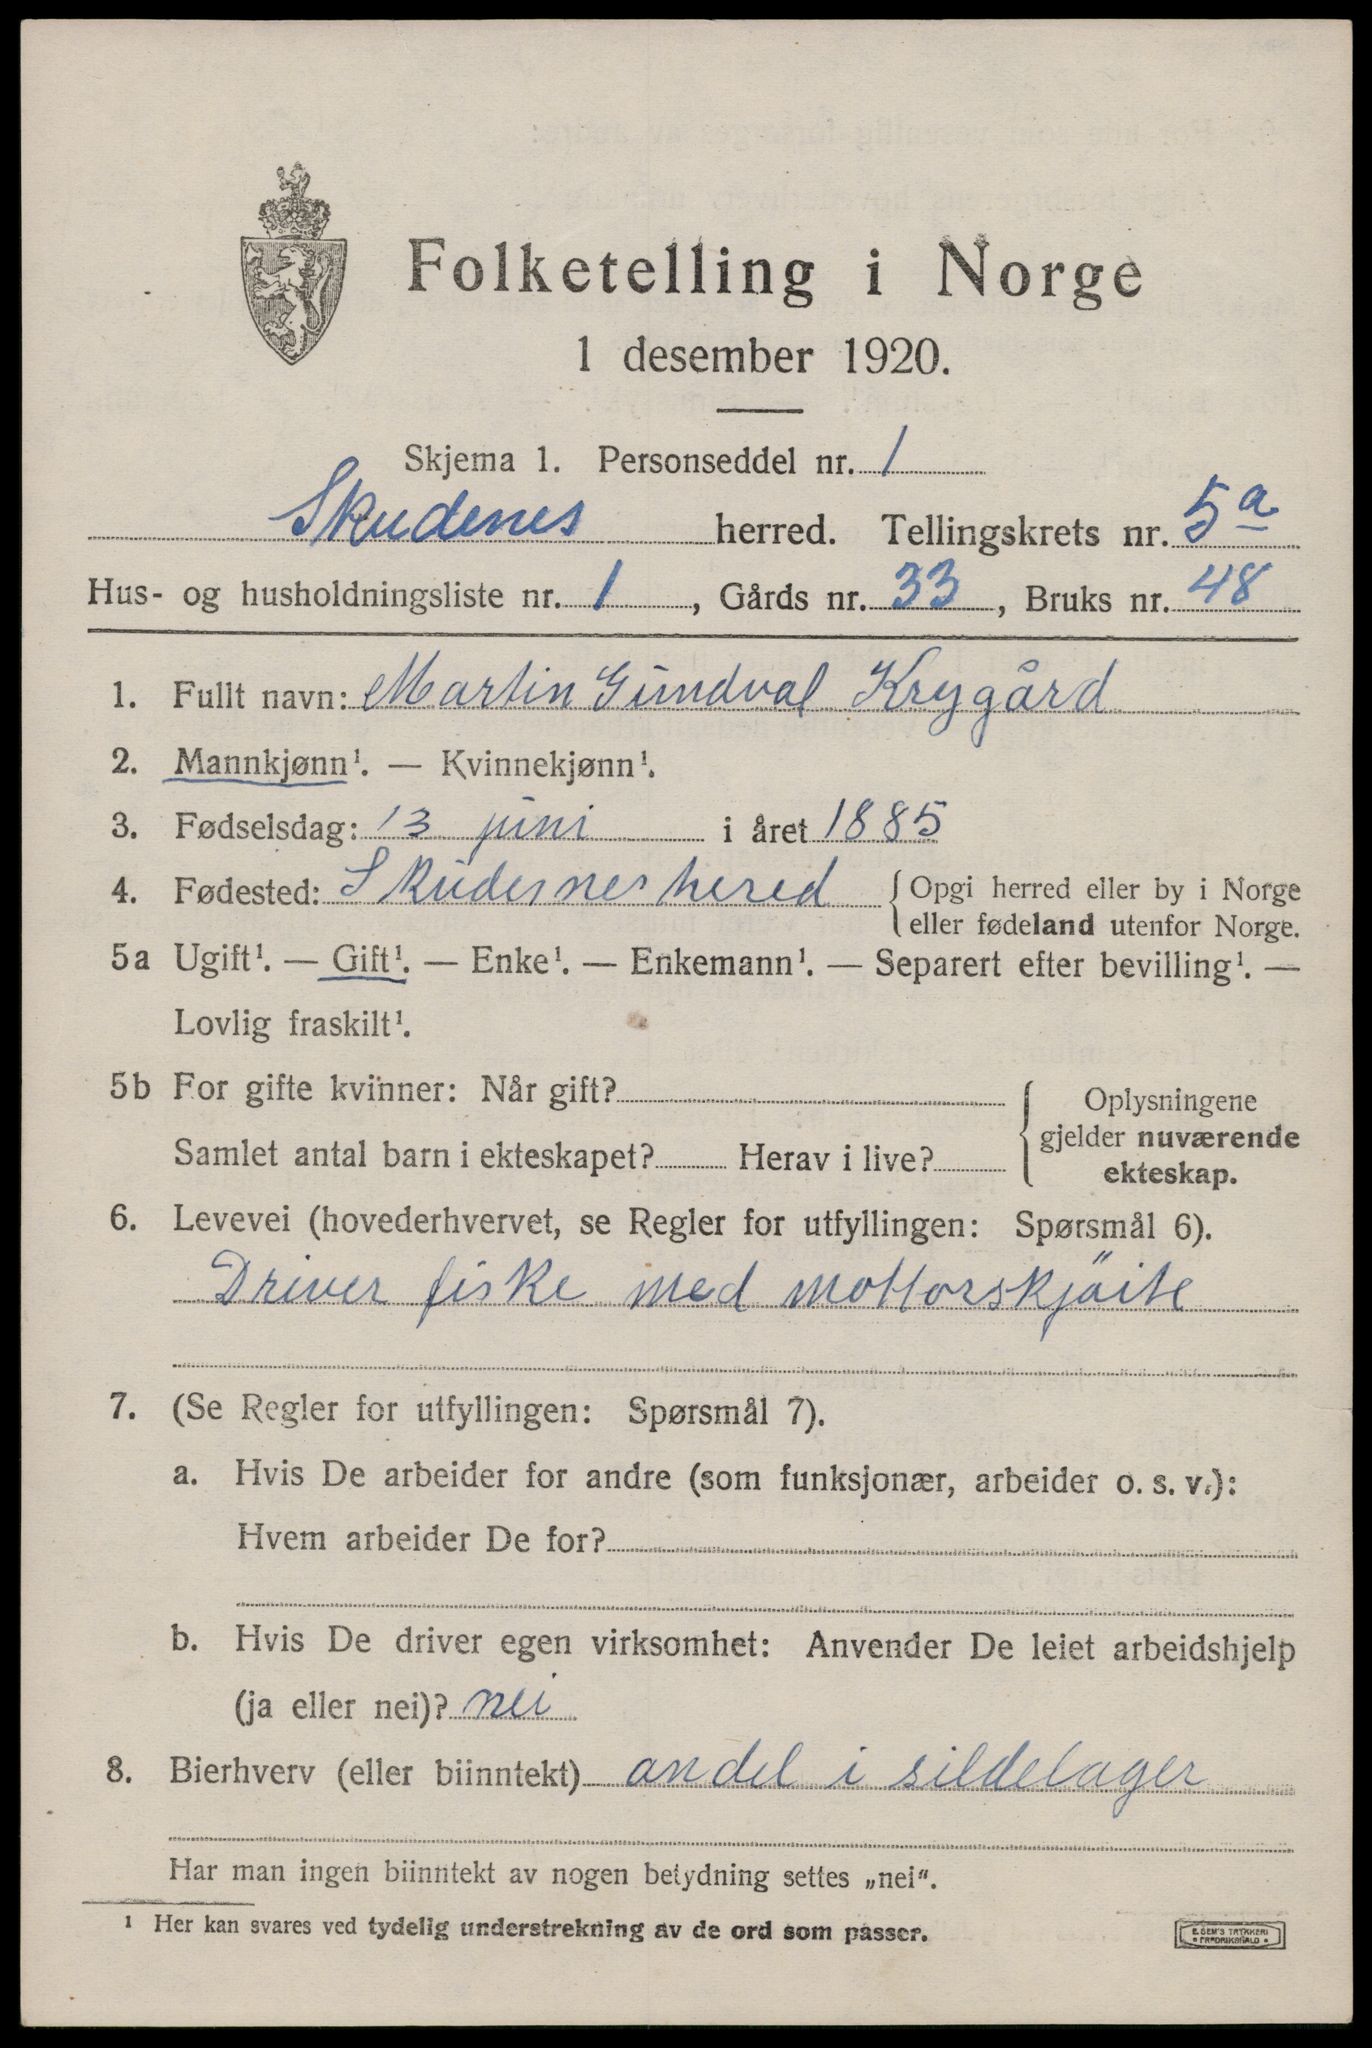 Folketelling i Norge
1 desember 1920.
Skjema 1. Personseddel nr. 1
Skudenes herred. Tellingskrets nr. 5a
Hus- og husholdningsliste nr. 1, Gårds nr. 33, Bruks nr. 48
1. Fullt navn: Martin Gundval Krygård
2. Mannkjønn¹. — Kvinnekjønn¹.
3. Fødselsdag: 13 juni i året 1885
4. Fødested: Skudesnes hered { Opgi herred eller by i Norge
eller fødeland utenfor Norge.
5a Ugift¹. — Gift¹. — Enke¹. — Enkemann¹. — Separert efter bevilling¹. —
Lovlig fraskilt¹.
5b For gifte kvinner: Når gift? { Oplysningene
gjelder nuværende
Samlet antal barn i ekteskapet? Herav i live?
ekteskap.
6. Levevei (hovederhvervet, se Regler for utfyllingen: Spørsmål 6).
Driver fiske med mottorskjöite
7. (Se Regler for utfyllingen: Spørsmål 7).
a. Hvis De arbeider for andre (som funksjonær, arbeider o. s. v.):
Hvem arbeider De for?
b. Hvis De driver egen virksomhet: Anvender De leiet arbeidshjelp
(ja eller nei)? nei
8. Bierhverv (eller biinntekt) andel i sildelager
Har man ingen biinntekt av nogen betydning settes „nei“.
¹ Her kan svares ved tydelig understrekning av de ord som passer.
E. SEM'S TRYKKERI
FREDRIKSHALD